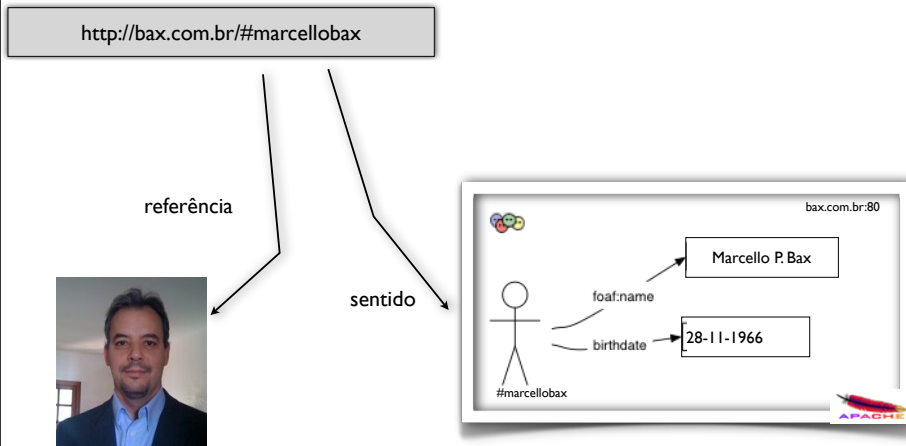 http://bax.com.br/#marcellobax
referência
sentido
bax.com.br:80
Marcello P. Bax
foaf:name
birthdate
28-11-1966
#marcellobax
APACHE